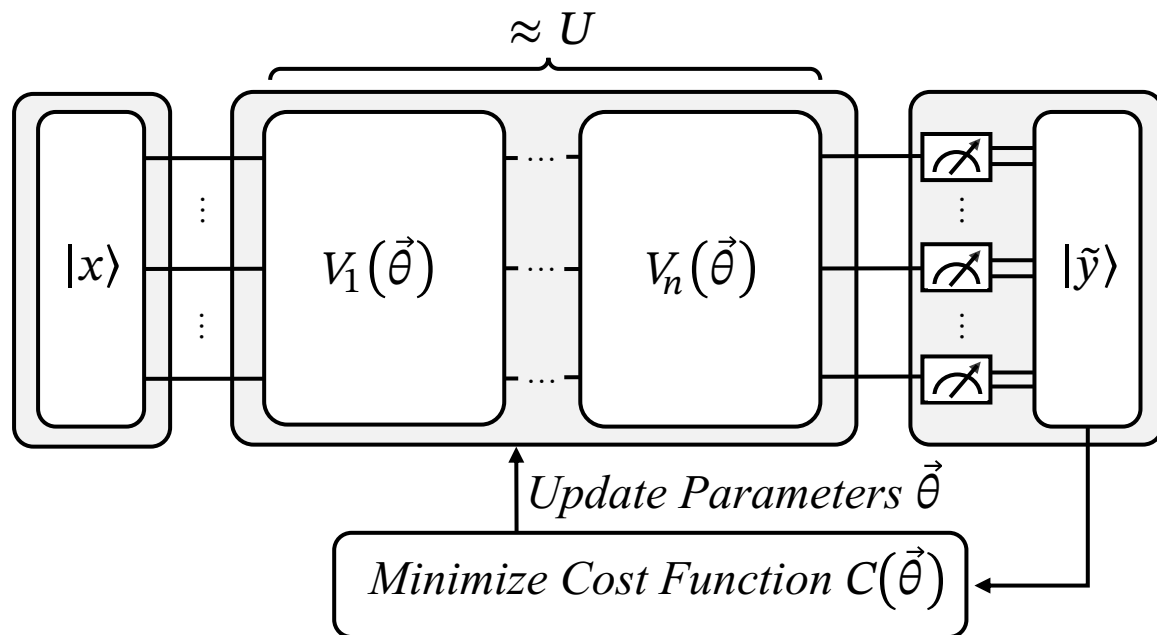 ≈ U
|x⟩
V₁(θ⃗)
Vₙ(θ⃗)
|ỹ⟩
Update Parameters θ⃗
Minimize Cost Function C(θ⃗)